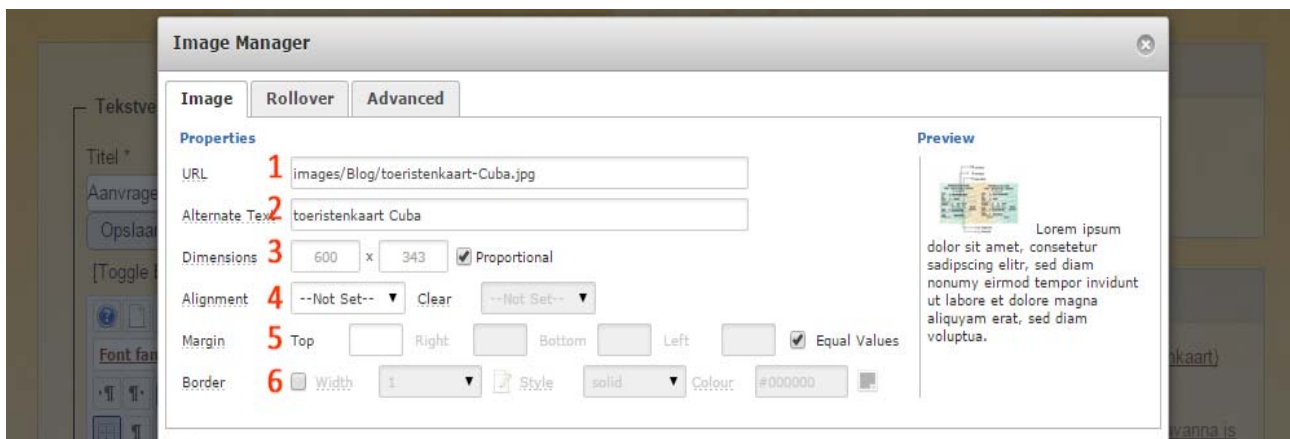 Image Manager
Image Rollover Advanced
Properties
URL 1 images/Blog/toeristenkaart-Cuba.jpg
Alternate Text 2 toeristenkaart Cuba
Dimensions 3 600 x 343 Proportional
Alignment 4 --Not Set-- Clear --Not Set--
Margin 5 Top Right Bottom Left Equal Values
Border 6 Width 1 Style solid Colour #000000
Preview
Lorem ipsum
dolor sit amet, consetetur
sadipscing elitr, sed diam
nonumy eirmod tempor invidunt
ut labore et dolore magna
aliquyam erat, sed diam
voluptua.
Tekstve
Titel *
Aanvrage
Opslaan
[Toggle
Font fam
nkaart)
vanna is